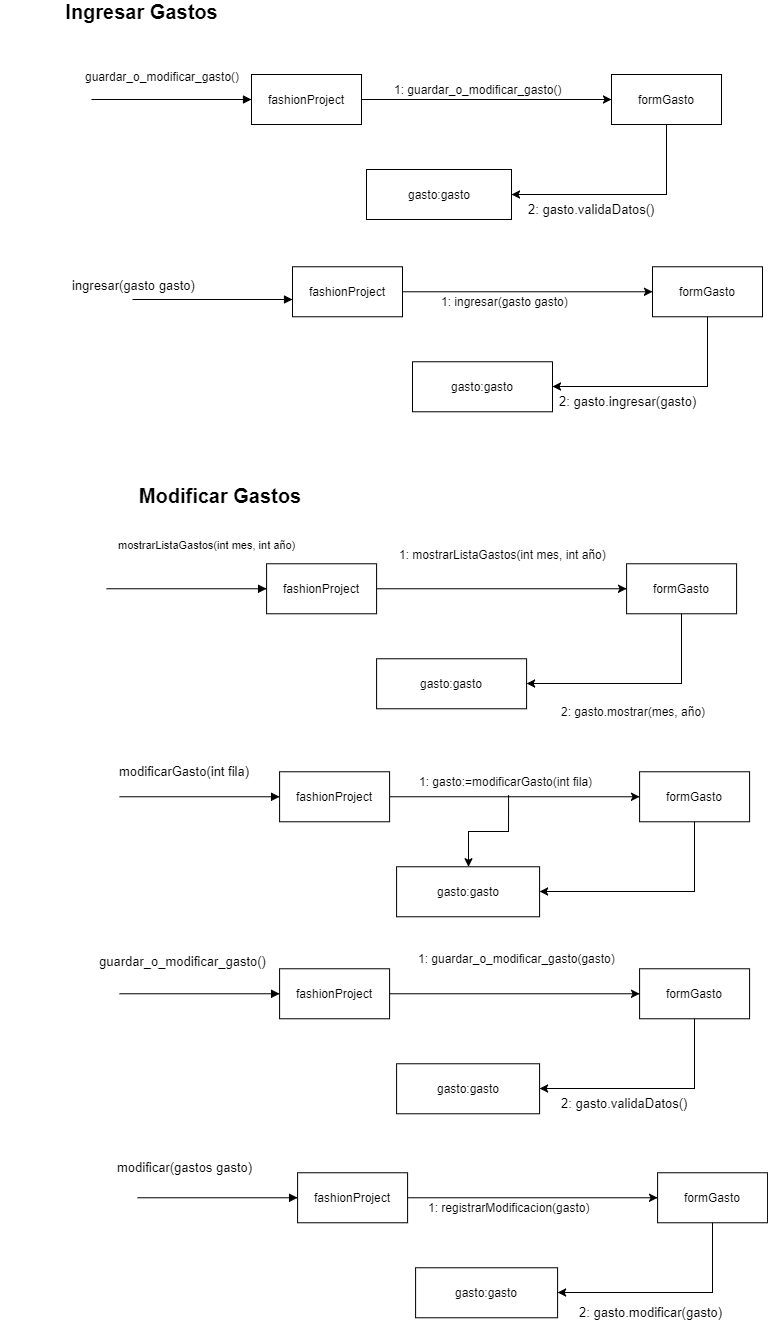 Ingresar Gastos
guardar_o_modificar_gasto()
1: guardar_o_modificar_gasto()
fashionProject
formGasto
gasto:gasto
2: gasto.validaDatos()
ingresar(gasto gasto)
fashionProject
formGasto
1: ingresar(gasto gasto)
gasto:gasto
2: gasto.ingresar(gasto)
Modificar Gastos
mostrarListaGastos(int mes, int año)
1: mostrarListaGastos(int mes, int año)
fashionProject
formGasto
gasto:gasto
2: gasto.mostrar(mes, año)
modificarGasto(int fila)
1: gasto:=modificarGasto(int fila)
fashionProject
formGasto
gasto:gasto
guardar_o_modificar_gasto()
1: guardar_o_modificar_gasto(gasto)
fashionProject
formGasto
gasto:gasto
2: gasto.validaDatos()
modificar(gastos gasto)
fashionProject
formGasto
1: registrarModificacion(gasto)
gasto:gasto
2: gasto.modificar(gasto)